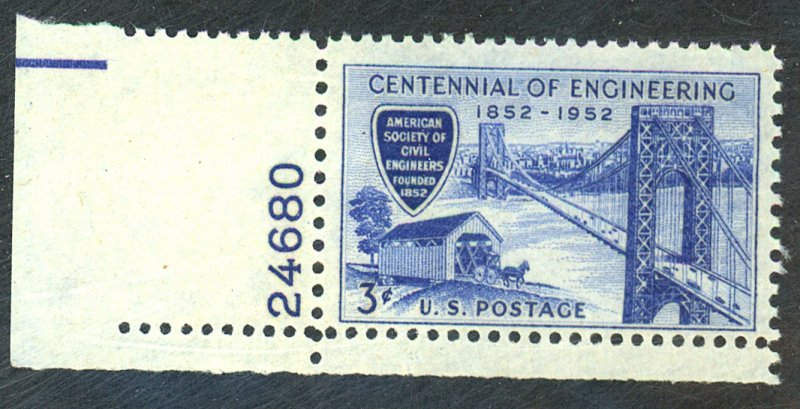 24680
CENTENNIAL OF ENGINEERING
1852 - 1952
AMERICAN
SOCIETY OF
CIVIL
ENGINEERS
FOUNDED
1852
3¢
U.S. POSTAGE